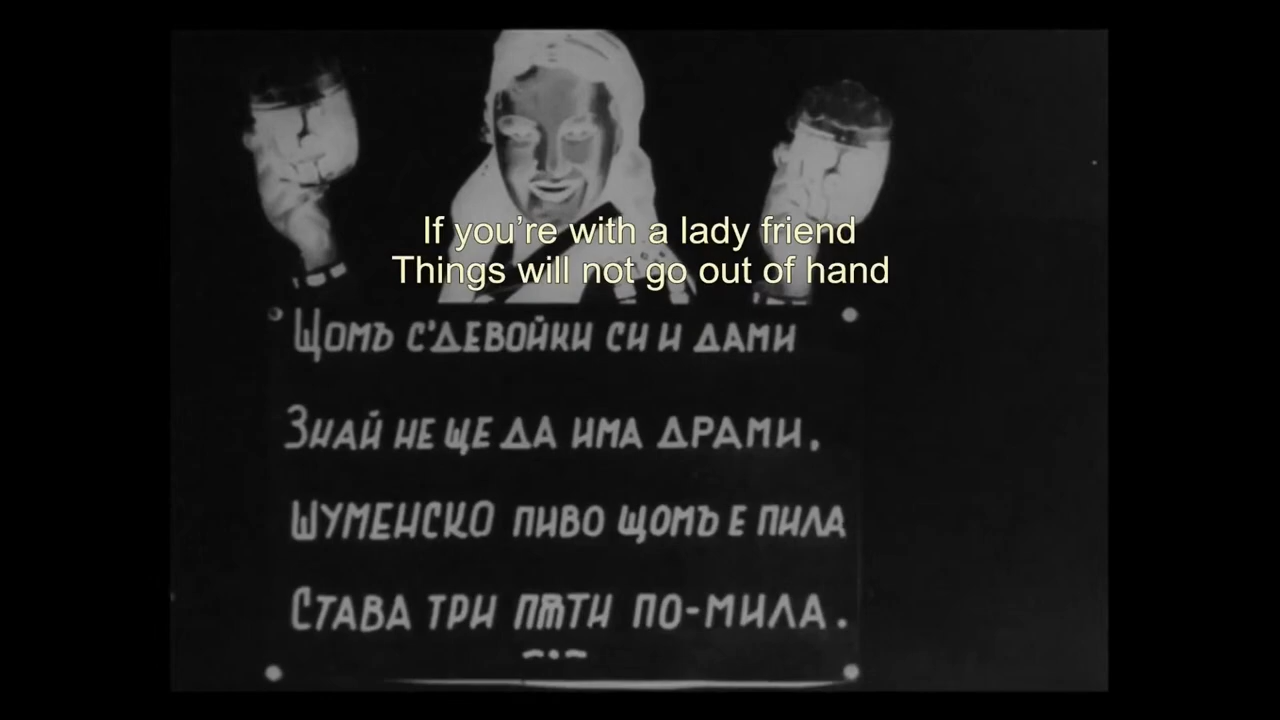 If you’re with a lady friend
Things will not go out of hand
Щомъ с'девойки си и дами
Знай не ще да има драми,
Шуменско пиво щомъ е пила
Става три пѫти по-мила.